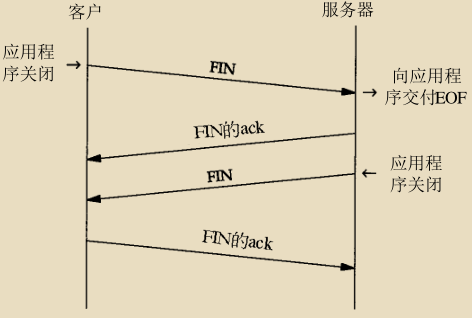 客户
服务器
应用程
序关闭
→
FIN
→
向应用程
序交付EOF
FIN的ack
FIN
←
应用程
序关闭
FIN的ack